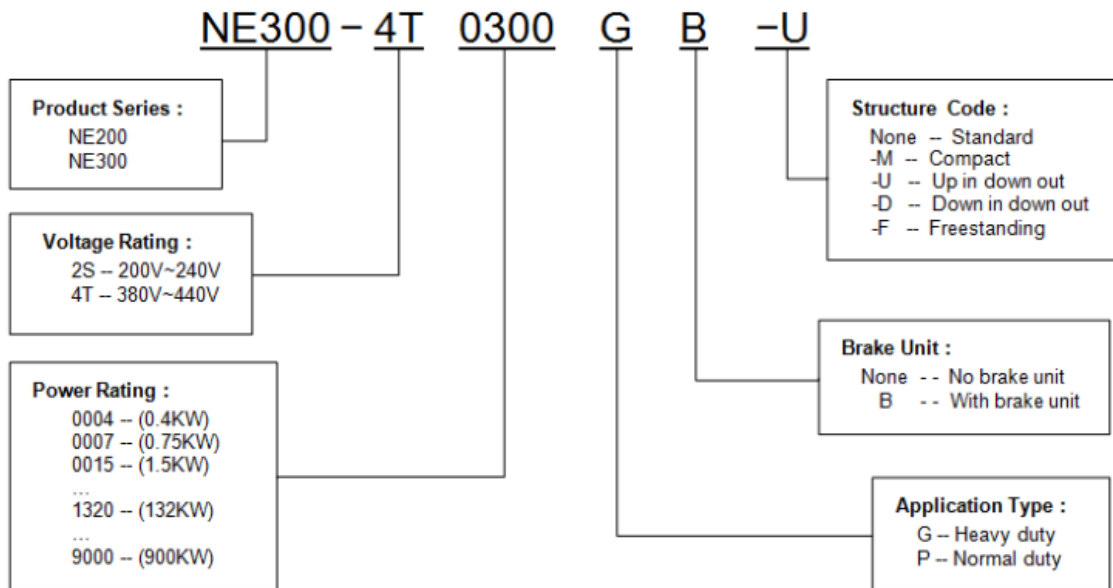 NE300-4T 0300 G B -U
Product Series :
NE200
NE300
Voltage Rating :
2S -- 200V~240V
4T -- 380V~440V
Power Rating :
0004 -- (0.4KW)
0007 -- (0.75KW)
0015 -- (1.5KW)
...
1320 -- (132KW)
...
9000 -- (900KW)
Structure Code :
None -- Standard
-M -- Compact
-U -- Up in down out
-D -- Down in down out
-F -- Freestanding
Brake Unit :
None - - No brake unit
B - - With brake unit
Application Type :
G -- Heavy duty
P -- Normal duty